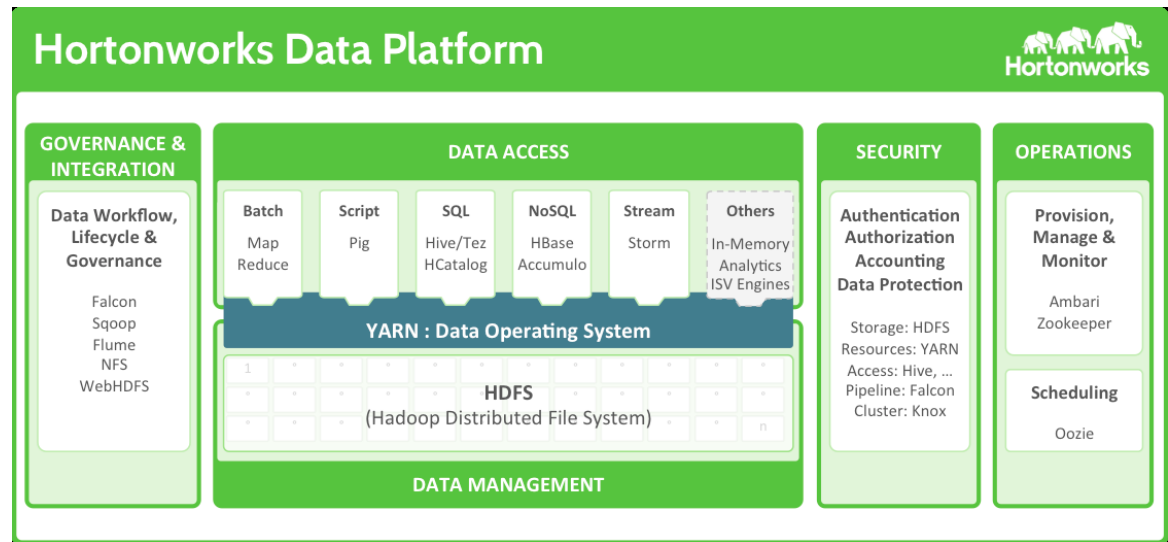 Hortonworks Data Platform
Hortonworks
GOVERNANCE &
INTEGRATION
Data Workflow,
Lifecycle &
Governance
Falcon
Sqoop
Flume
NFS
WebHDFS
DATA ACCESS
Batch
Map
Reduce
Script
Pig
SQL
Hive/Tez
HCatalog
NoSQL
HBase
Accumulo
Stream
Storm
Others
In-Memory
Analytics
ISV Engines
YARN : Data Operating System
1
HDFS
(Hadoop Distributed File System)
n
DATA MANAGEMENT
SECURITY
Authentication
Authorization
Accounting
Data Protection
Storage: HDFS
Resources: YARN
Access: Hive, ...
Pipeline: Falcon
Cluster: Knox
OPERATIONS
Provision,
Manage &
Monitor
Ambari
Zookeeper
Scheduling
Oozie